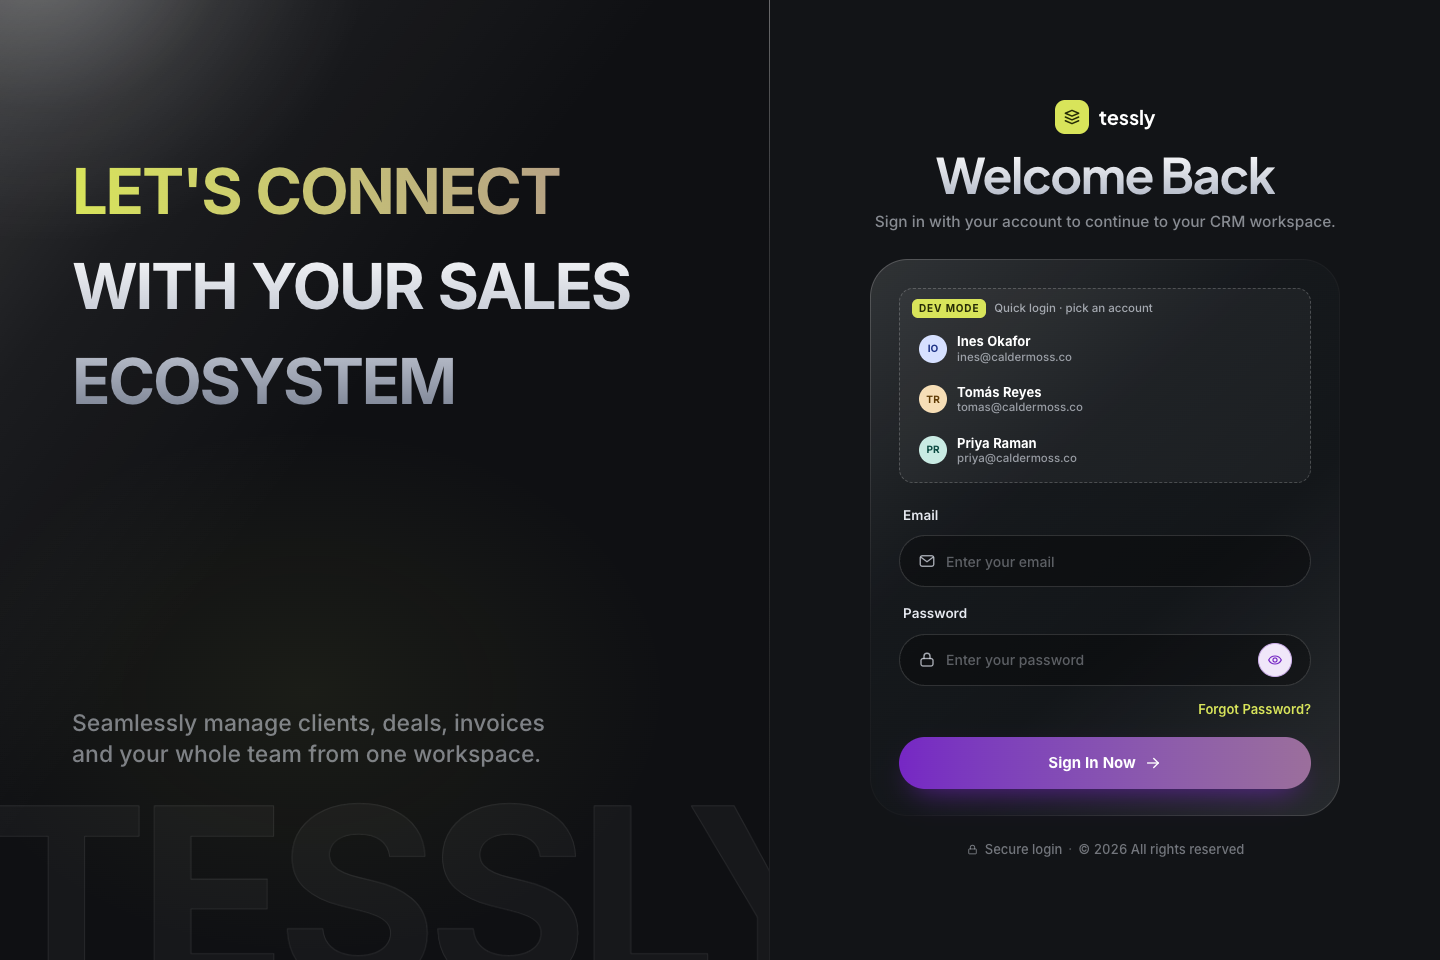 LET'S CONNECT
WITH YOUR SALES
ECOSYSTEM
Seamlessly manage clients, deals, invoices
and your whole team from one workspace.
TESSLY
tessly
Welcome Back
Sign in with your account to continue to your CRM workspace.
DEV MODE Quick login · pick an account
IO Ines Okafor
ines@caldermoss.co
TR Tomás Reyes
tomas@caldermoss.co
PR Priya Raman
priya@caldermoss.co
Email
Enter your email
Password
Enter your password
Forgot Password?
Sign In Now →
Secure login · © 2026 All rights reserved